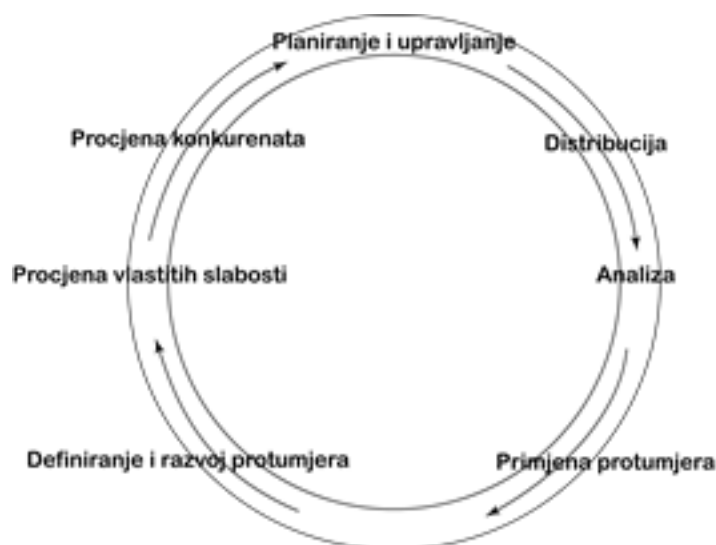 Planiranje i upravljanje
Procjena konkurenata
Distribucija
Procjena vlastitih slabosti
Analiza
Definiranje i razvoj protumjera
Primjena protumjera